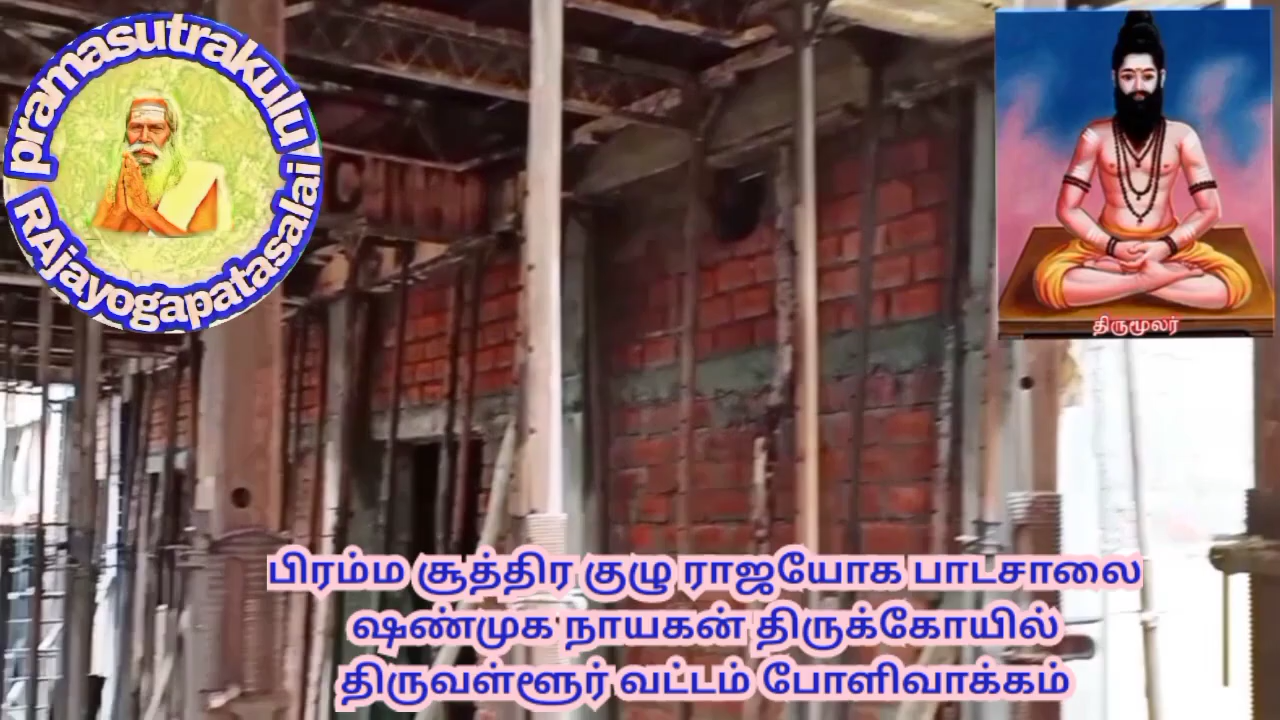 pramasutrakulu
RAjayogapatasalai
திருமூலர்
பிரம்ம சூத்திர குழு ராஜயோக பாடசாலை
ஷண்முக நாயகன் திருக்கோயில்
திருவள்ளூர் வட்டம் போளிவாக்கம்